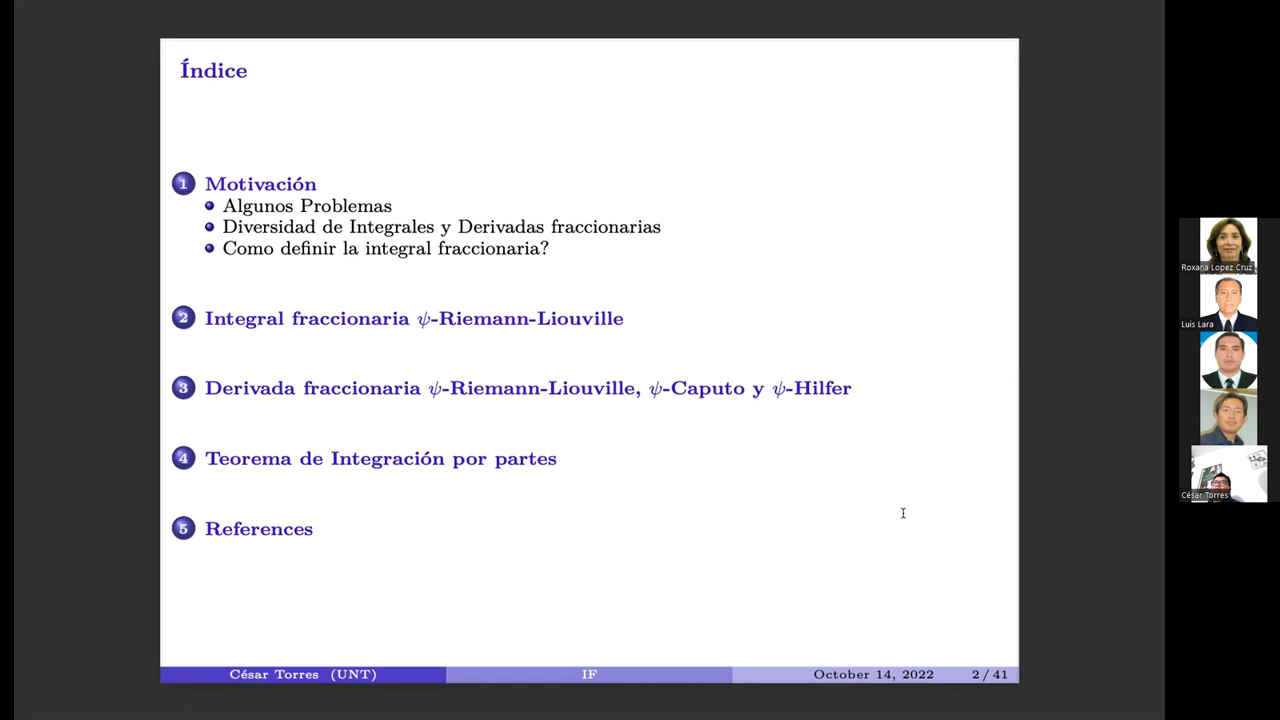 Índice
1 Motivación
Algunos Problemas
Diversidad de Integrales y Derivadas fraccionarias
Como definir la integral fraccionaria?
2 Integral fraccionaria ψ-Riemann-Liouville
3 Derivada fraccionaria ψ-Riemann-Liouville, ψ-Caputo y ψ-Hilfer
4 Teorema de Integración por partes
5 References
César Torres (UNT) IF October 14, 2022 2 / 41
Roxana Lopez Cruz
Luis Lara
César Torres